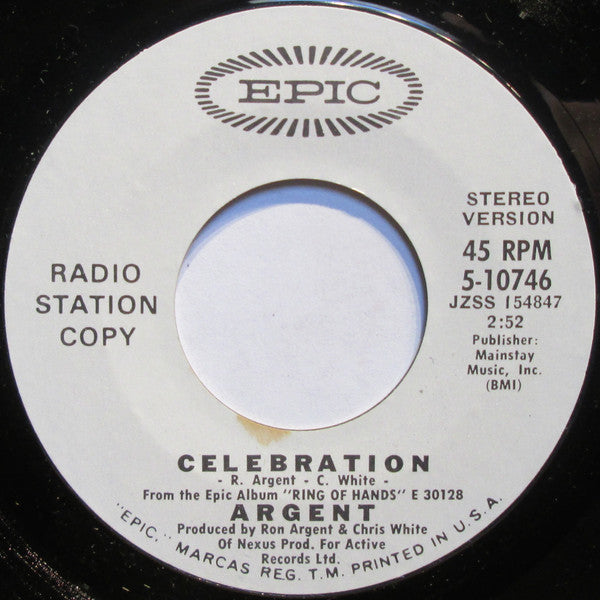 EPIC
STEREO
VERSION
45 RPM
5-10746
JZSS 154847
2:52
Publisher:
Mainstay
Music, Inc.
(BMI)
RADIO
STATION
COPY
CELEBRATION
- R. Argent - C. White -
From the Epic Album "RING OF HANDS" E 30128
ARGENT
Produced by Ron Argent & Chris White
Of Nexus Prod. For Active
Records Ltd.
"EPIC," MARCAS REG. T.M. PRINTED IN U.S.A.